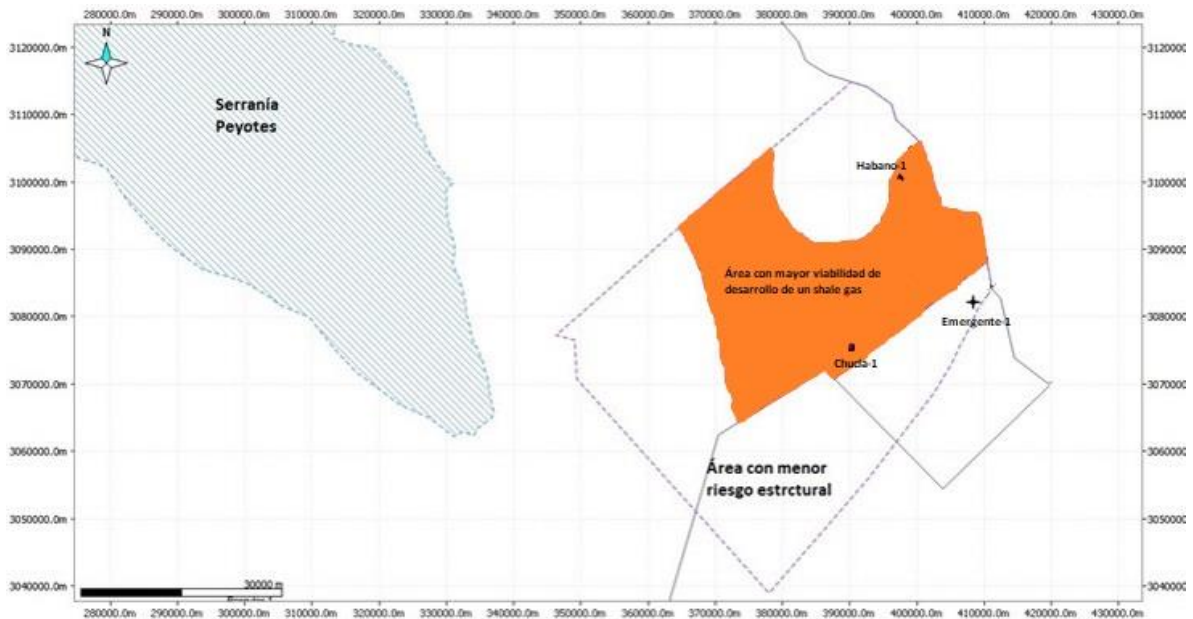 280000.0m 290000.0m 300000.0m 310000.0m 320000.0m 330000.0m 340000.0m 350000.0m 360000.0m 370000.0m 380000.0m 390000.0m 400000.0m 410000.0m 420000.0m 430000.0m
N
3120000.0m 3120000.0m
Serranía
Peyotes
3110000.0m 3110000.0m
Habano-1
3100000.0m 3100000.0m
3090000.0m 3090000.0m
Área con mayor viabilidad de
desarrollo de un shale gas
3080000.0m 3080000.0m
Emergente-1
Chucla-1
3070000.0m 3070000.0m
3060000.0m 3060000.0m
Área con menor
riesgo estrctural
3050000.0m 3050000.0m
3040000.0m 3040000.0m
30000 m
280000.0m 290000.0m 300000.0m 310000.0m 320000.0m 330000.0m 340000.0m 350000.0m 360000.0m 370000.0m 380000.0m 390000.0m 400000.0m 410000.0m 420000.0m 430000.0m